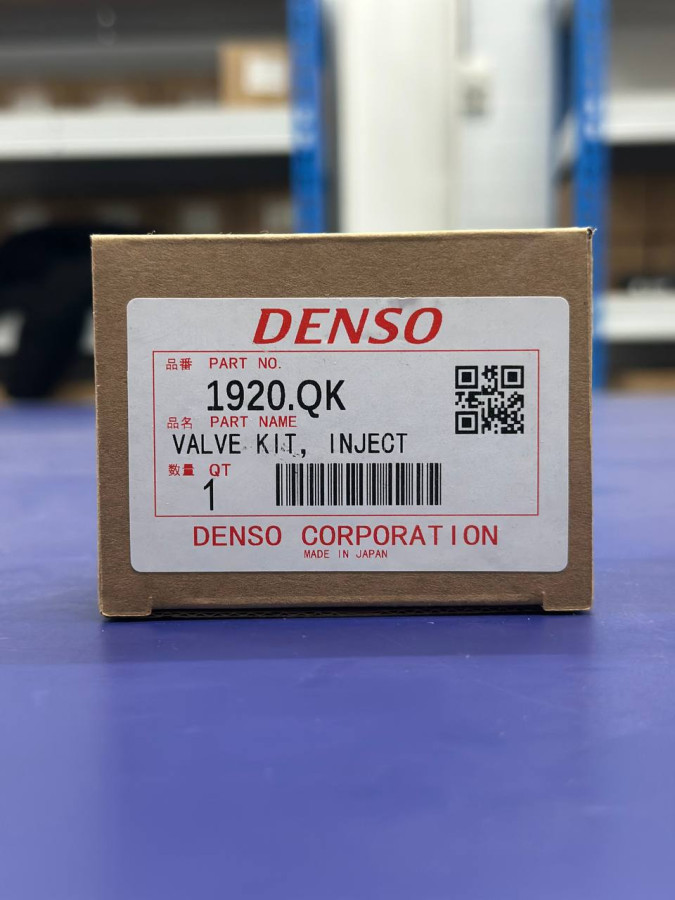 DENSO
品番 PART NO.
1920.QK
品名 PART NAME
VALVE KIT, INJECT
数量 QT
1
DENSO CORPORATION
MADE IN JAPAN